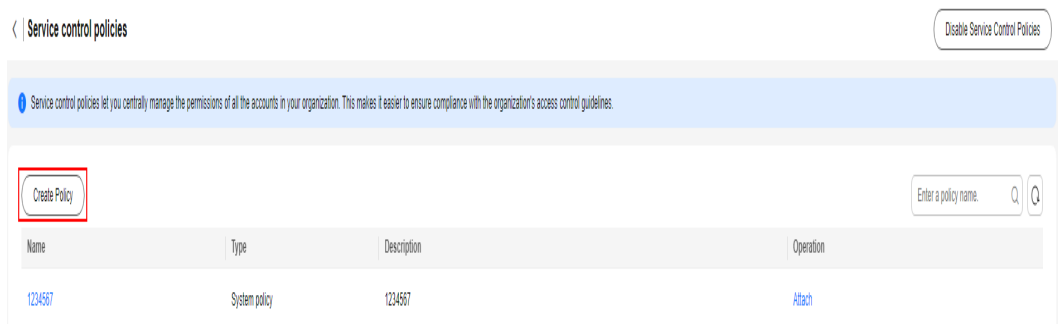 Service control policies
Disable Service Control Policies
Service control policies let you centrally manage the permissions of all the accounts in your organization. This makes it easier to ensure compliance with the organization's access control guidelines.
Create Policy
Enter a policy name.
Name Type Description Operation
1234567 System policy 1234567 Attach